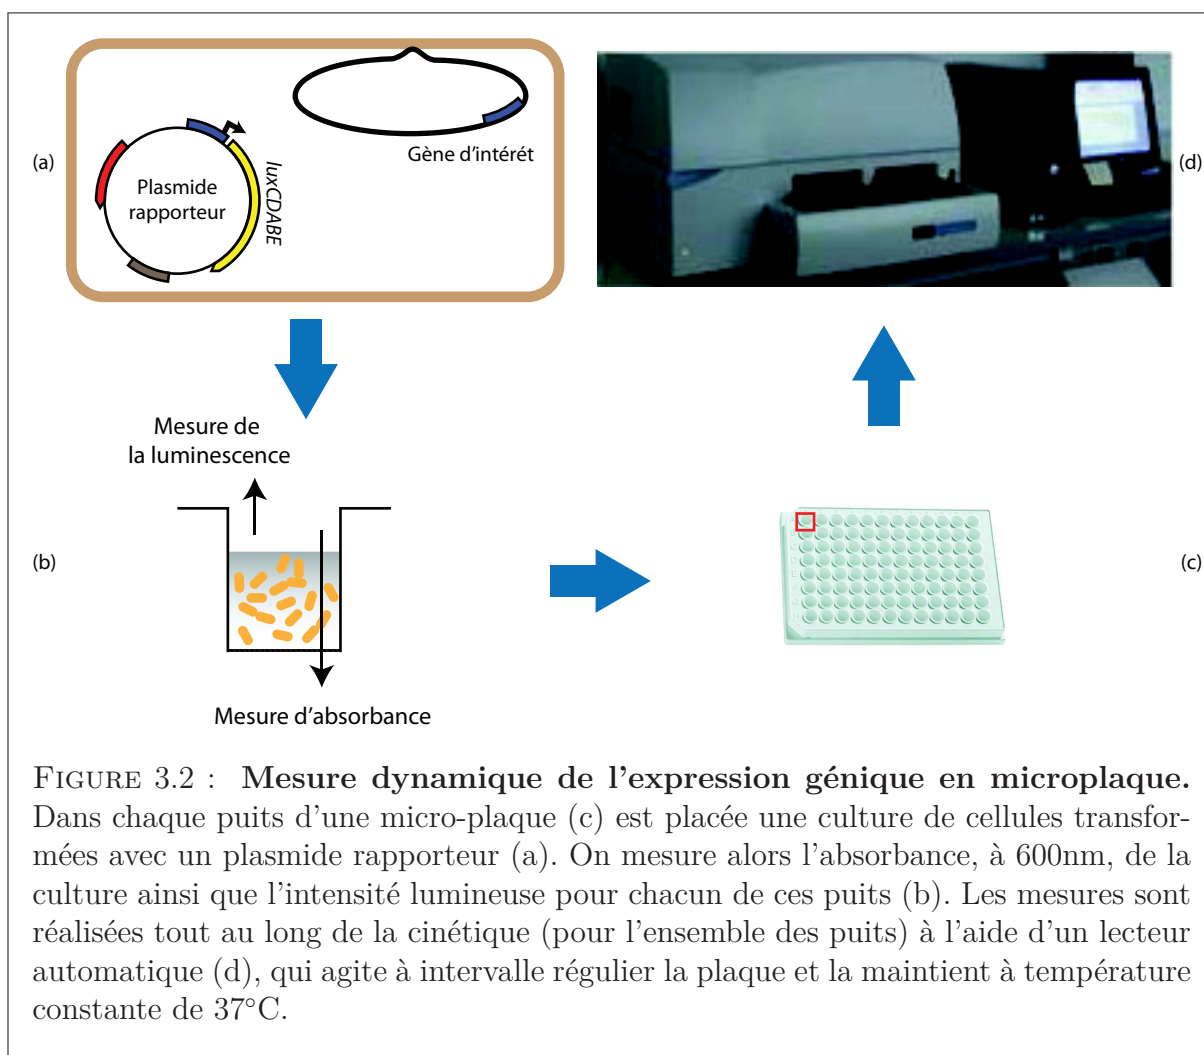 (a)
Plasmide
rapporteur
luxCDABE
Gène d'intérét
(d)
Mesure de
la luminescence
(b)
Mesure d'absorbance
(c)
FIGURE 3.2 : Mesure dynamique de l'expression génique en microplaque.
Dans chaque puits d'une micro-plaque (c) est placée une culture de cellules transfor-
mées avec un plasmide rapporteur (a). On mesure alors l'absorbance, à 600nm, de la
culture ainsi que l'intensité lumineuse pour chacun de ces puits (b). Les mesures sont
réalisées tout au long de la cinétique (pour l'ensemble des puits) à l'aide d'un lecteur
automatique (d), qui agite à intervalle régulier la plaque et la maintient à température
constante de 37°C.